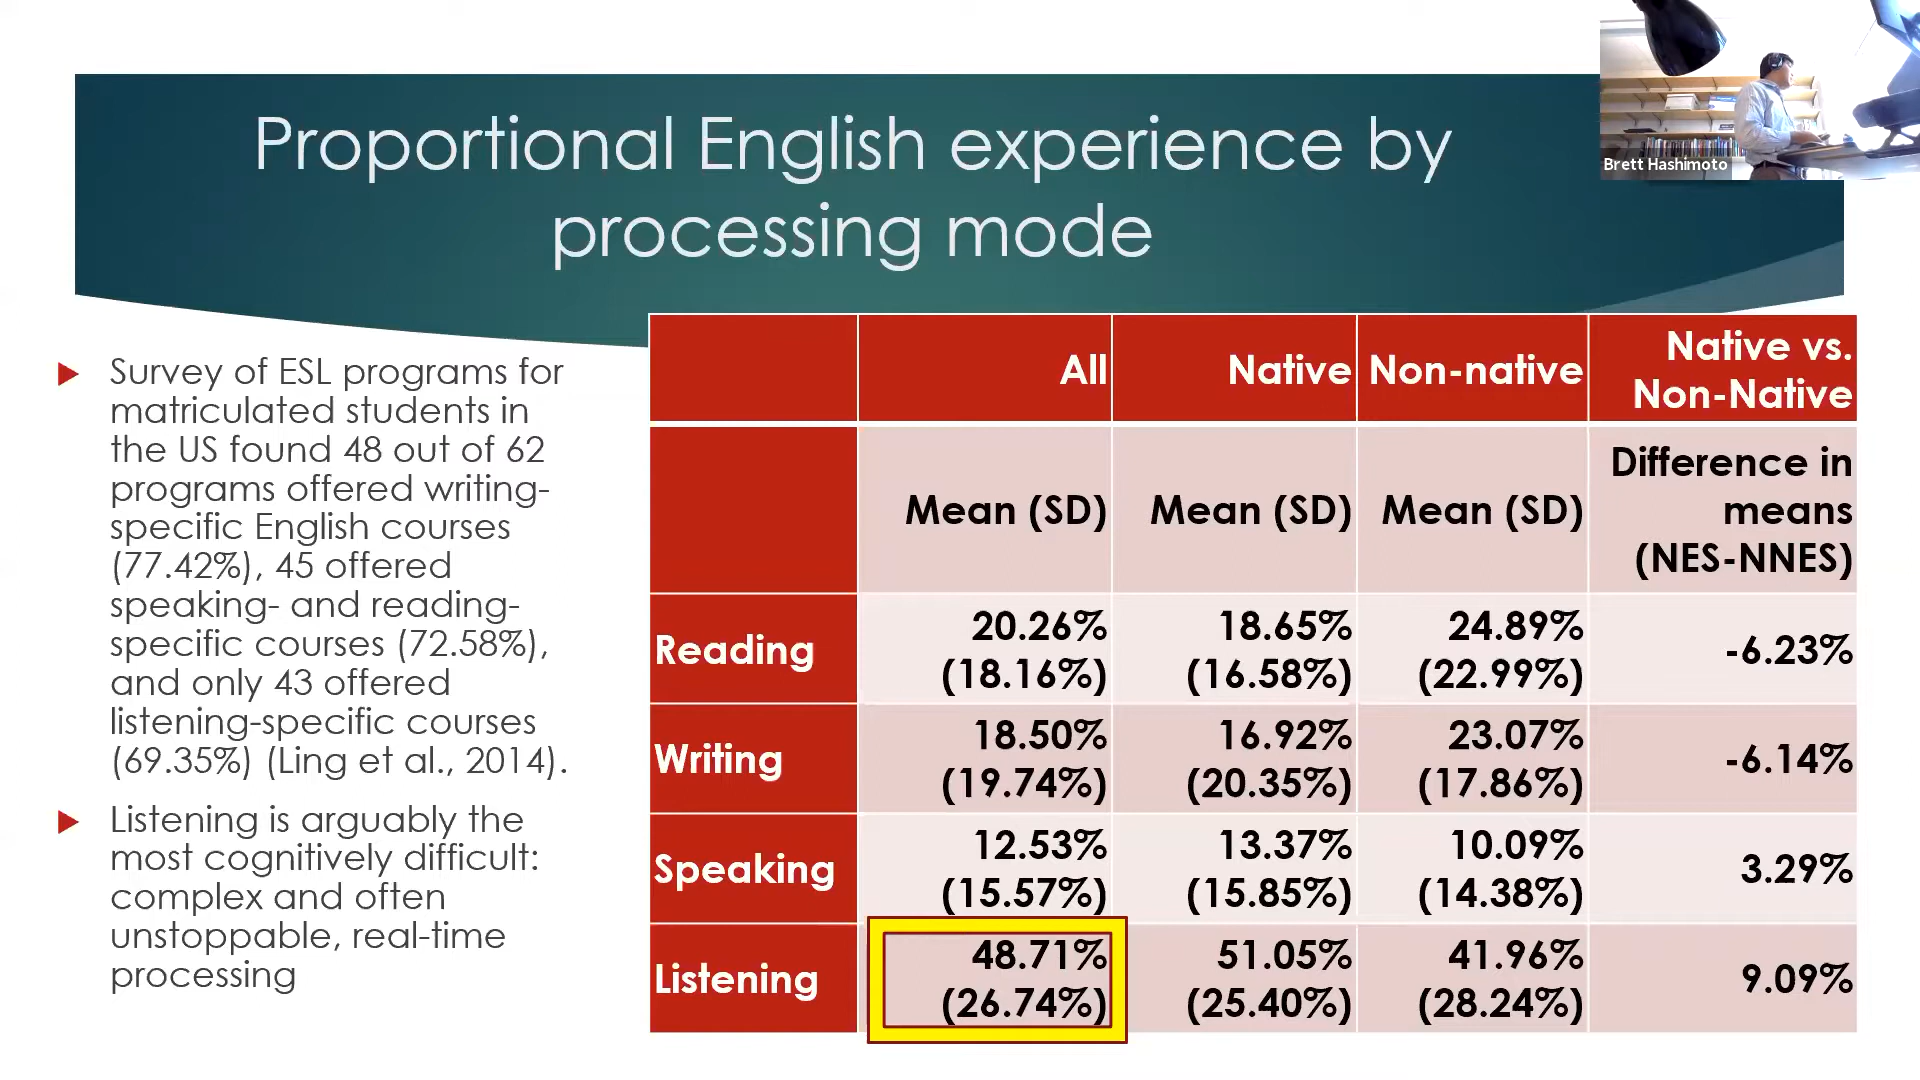 Proportional English experience by
processing mode
Brett Hashimoto
Survey of ESL programs for
matriculated students in
the US found 48 out of 62
programs offered writing-
specific English courses
(77.42%), 45 offered
speaking- and reading-
specific courses (72.58%),
and only 43 offered
listening-specific courses
(69.35%) (Ling et al., 2014).
Listening is arguably the
most cognitively difficult:
complex and often
unstoppable, real-time
processing
All Native Non-native Native vs. Non-Native
Mean (SD) Mean (SD) Mean (SD) Difference in means (NES-NNES)
Reading 20.26% (18.16%) 18.65% (16.58%) 24.89% (22.99%) -6.23%
Writing 18.50% (19.74%) 16.92% (20.35%) 23.07% (17.86%) -6.14%
Speaking 12.53% (15.57%) 13.37% (15.85%) 10.09% (14.38%) 3.29%
Listening 48.71% (26.74%) 51.05% (25.40%) 41.96% (28.24%) 9.09%